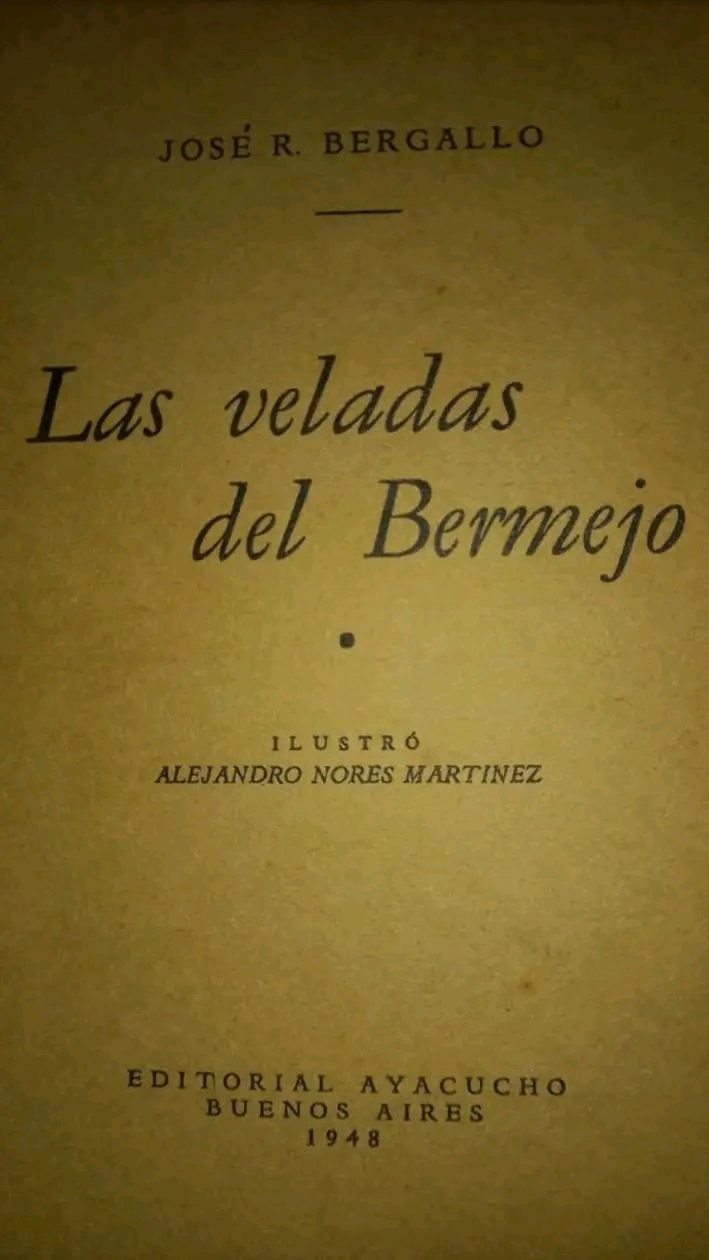 JOSÉ R. BERGALLO
Las veladas
del Bermejo
ILUSTRÓ
ALEJANDRO NORES MARTINEZ
EDITORIAL AYACUCHO
BUENOS AIRES
1948